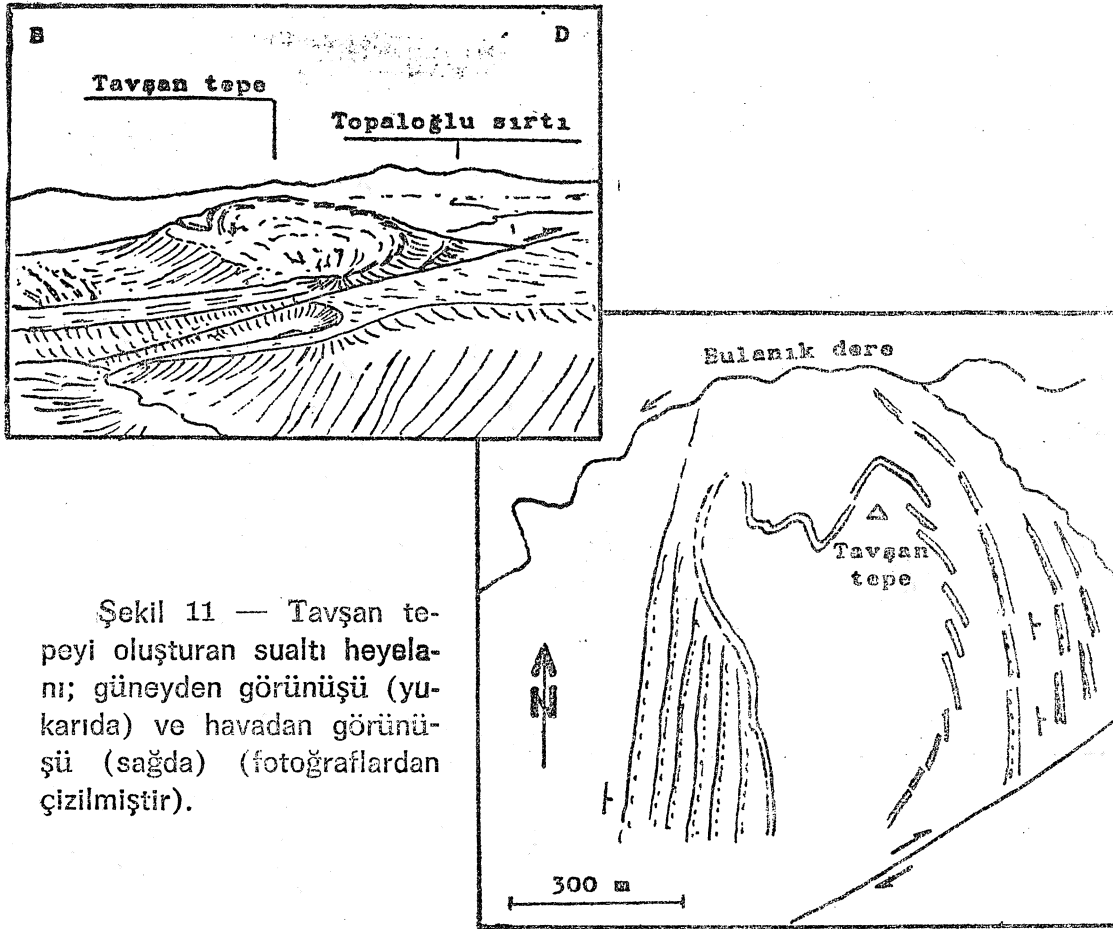 B D
Tavşan tepe
Topaloğlu sırtı
Bulanık dere
Tavşan
tepe
N
300 m
Şekil 11 — Tavşan te-
peyi oluşturan sualtı heyela-
nı; güneyden görünüşü (yu-
karıda) ve havadan görünü-
şü (sağda) (fotoğraflardan
çizilmiştir).